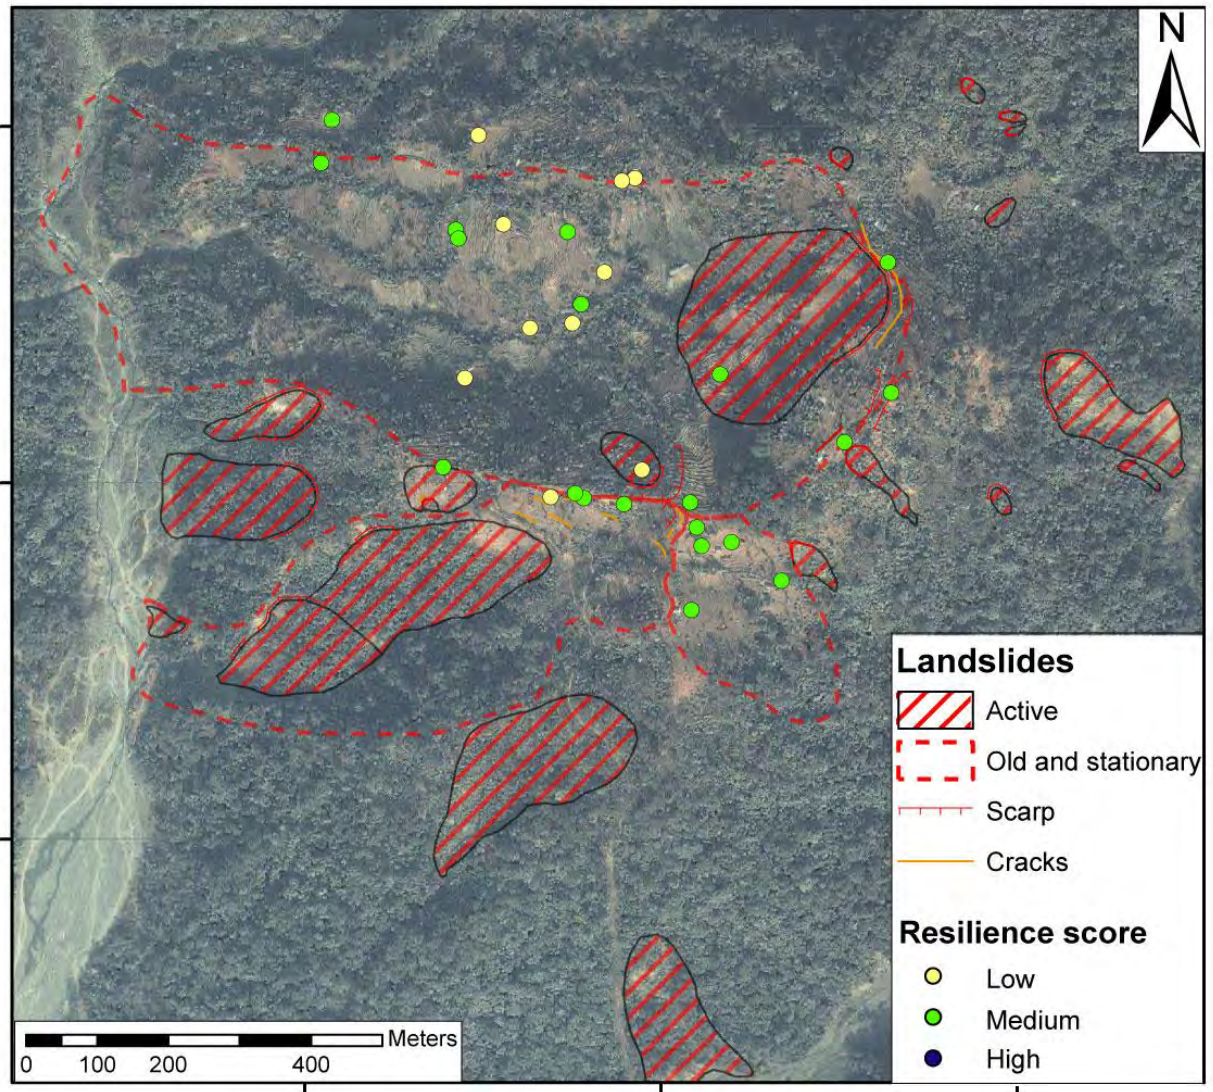 N
Landslides
Active
Old and stationary
Scarp
Cracks
Resilience score
Low
Medium
High
Meters
0 100 200 400